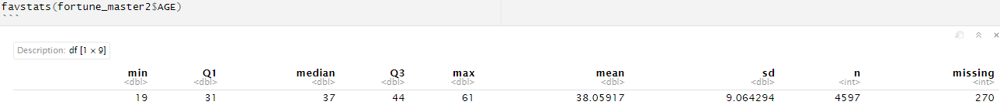 favstats(fortune_master2$AGE)
```
Description: df [1 × 9]
min Q1 median Q3 max mean sd n missing
<dbl> <dbl> <dbl> <dbl> <dbl> <dbl> <dbl> <int> <int>
19 31 37 44 61 38.05917 9.064294 4597 270